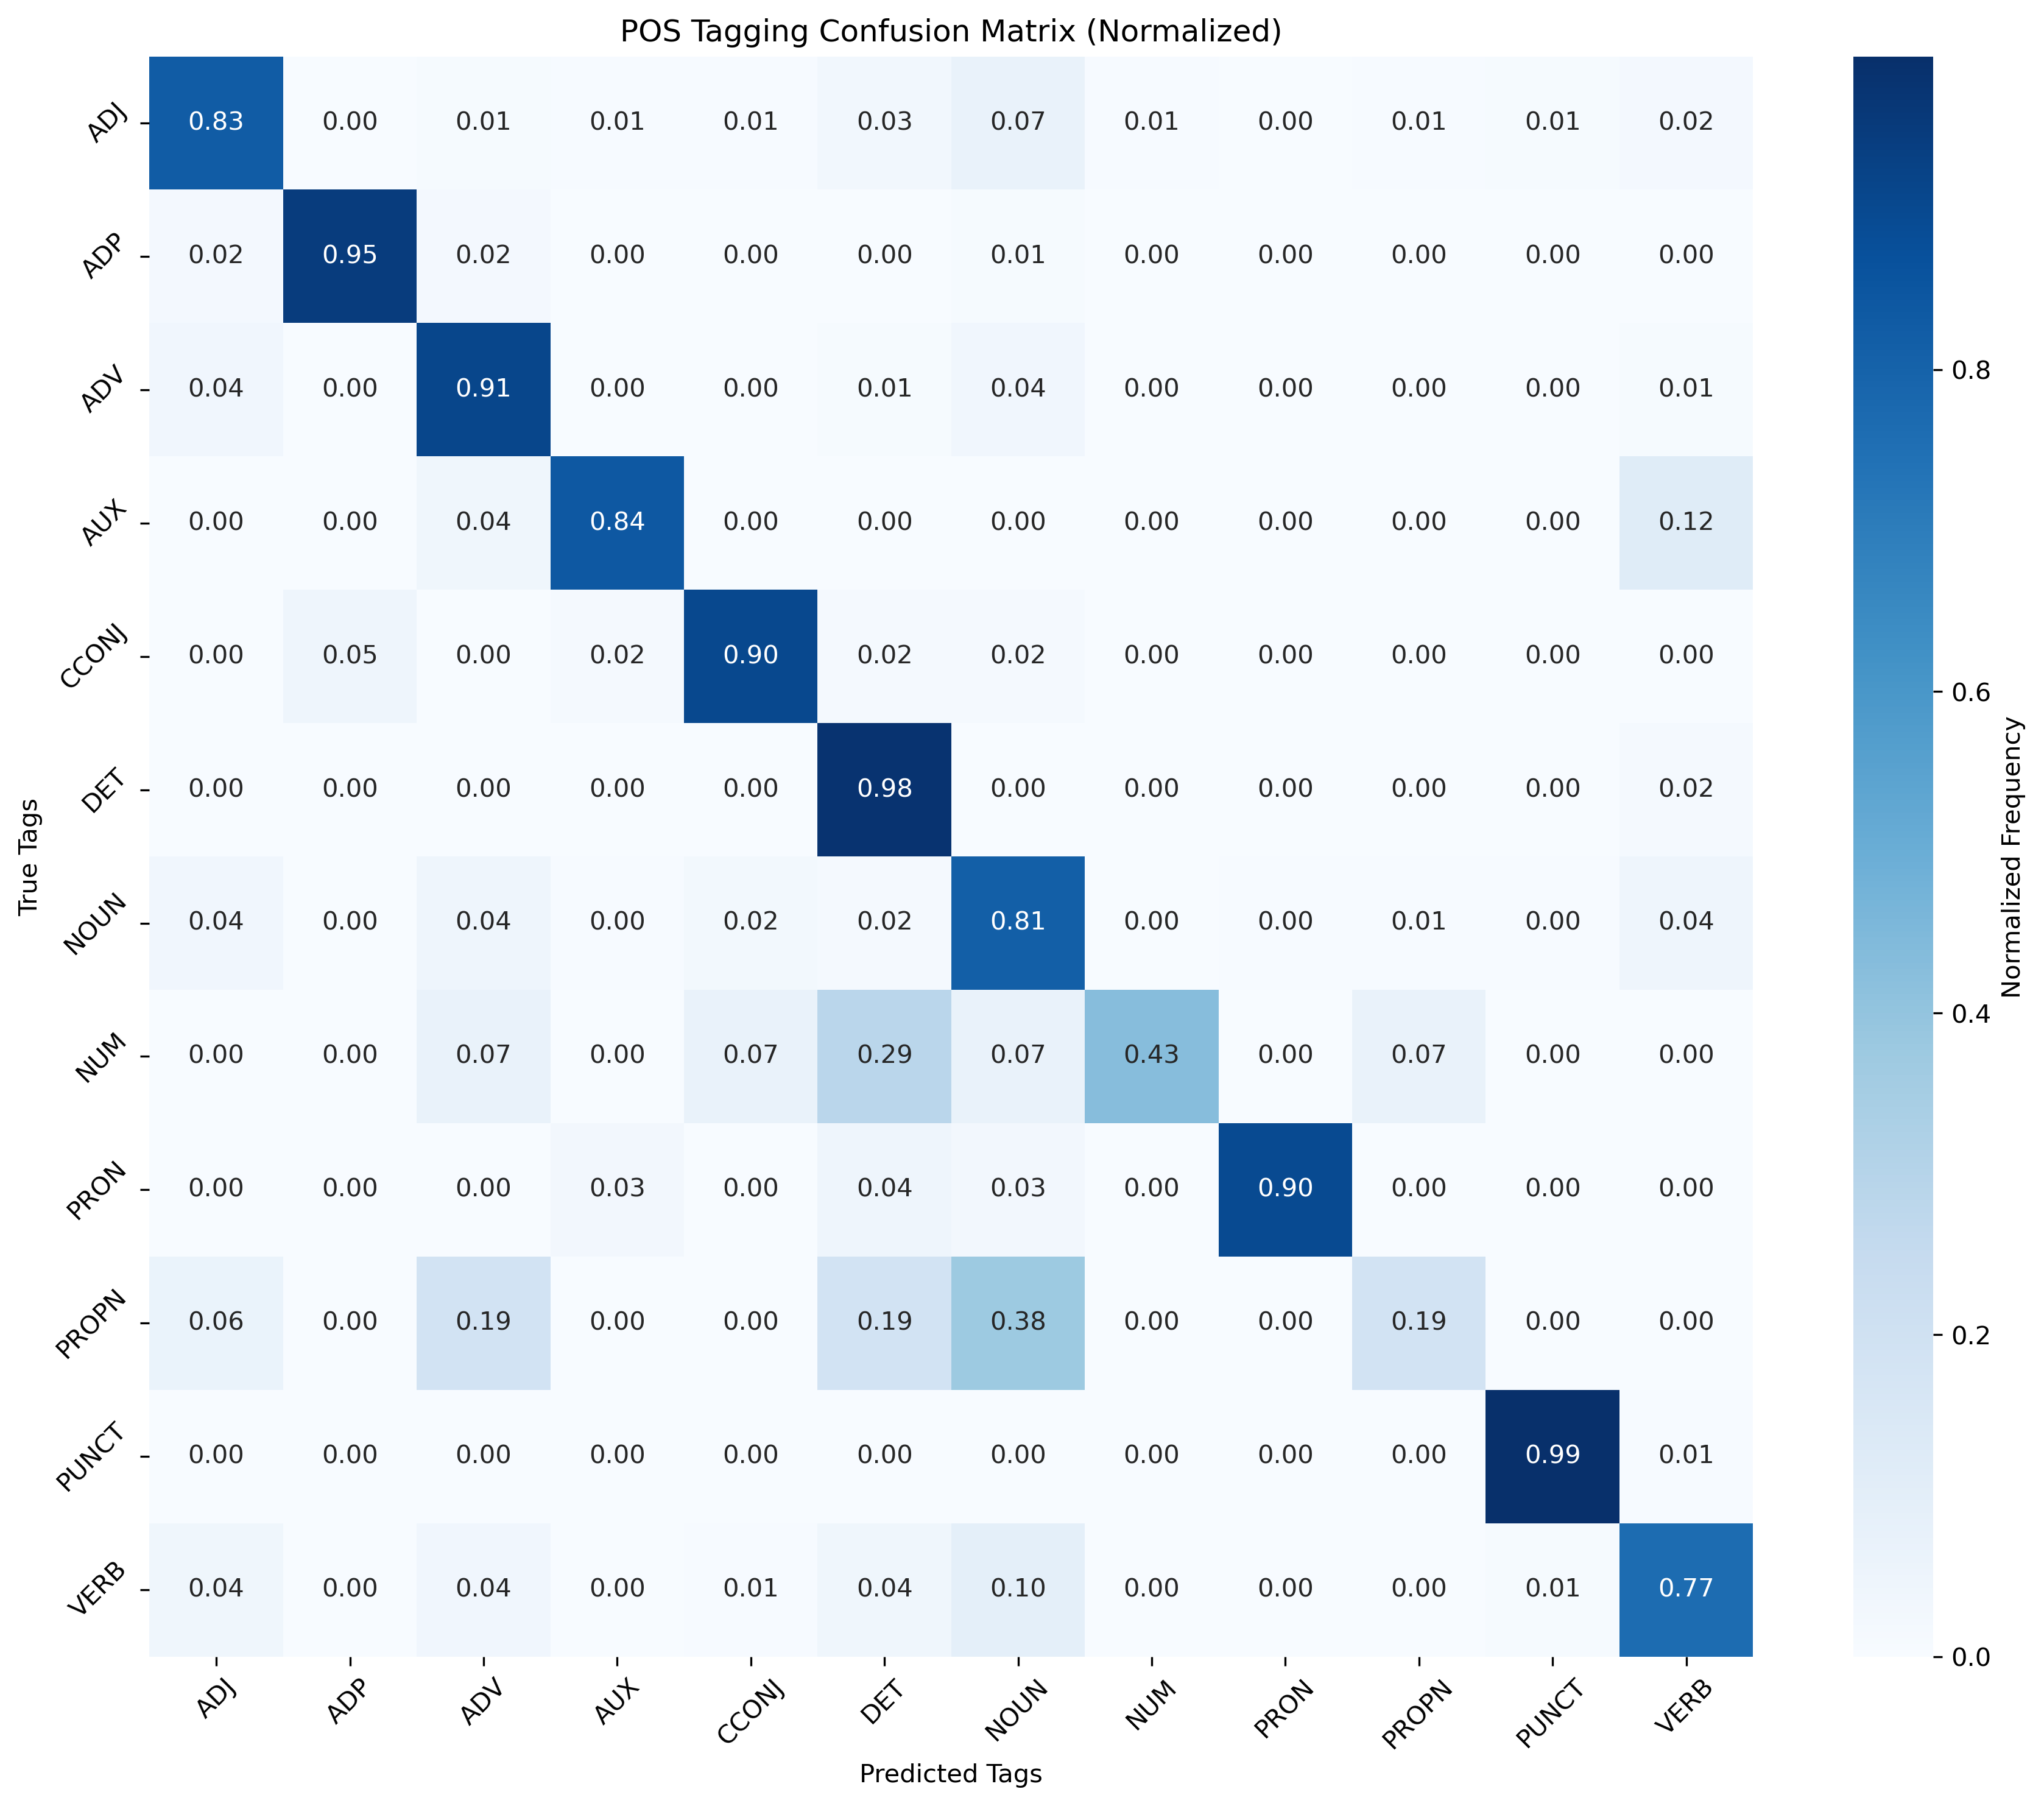 POS Tagging Confusion Matrix (Normalized)
True Tags
ADJ 0.83 0.00 0.01 0.01 0.01 0.03 0.07 0.01 0.00 0.01 0.01 0.02
ADP 0.02 0.95 0.02 0.00 0.00 0.00 0.01 0.00 0.00 0.00 0.00 0.00
ADV 0.04 0.00 0.91 0.00 0.00 0.01 0.04 0.00 0.00 0.00 0.00 0.01
AUX 0.00 0.00 0.04 0.84 0.00 0.00 0.00 0.00 0.00 0.00 0.00 0.12
CCONJ 0.00 0.05 0.00 0.02 0.90 0.02 0.02 0.00 0.00 0.00 0.00 0.00
DET 0.00 0.00 0.00 0.00 0.00 0.98 0.00 0.00 0.00 0.00 0.00 0.02
NOUN 0.04 0.00 0.04 0.00 0.02 0.02 0.81 0.00 0.00 0.01 0.00 0.04
NUM 0.00 0.00 0.07 0.00 0.07 0.29 0.07 0.43 0.00 0.07 0.00 0.00
PRON 0.00 0.00 0.00 0.03 0.00 0.04 0.03 0.00 0.90 0.00 0.00 0.00
PROPN 0.06 0.00 0.19 0.00 0.00 0.19 0.38 0.00 0.00 0.19 0.00 0.00
PUNCT 0.00 0.00 0.00 0.00 0.00 0.00 0.00 0.00 0.00 0.00 0.99 0.01
VERB 0.04 0.00 0.04 0.00 0.01 0.04 0.10 0.00 0.00 0.00 0.01 0.77
ADJ ADP ADV AUX CCONJ DET NOUN NUM PRON PROPN PUNCT VERB
Predicted Tags
0.8
0.6
0.4
0.2
0.0
Normalized Frequency